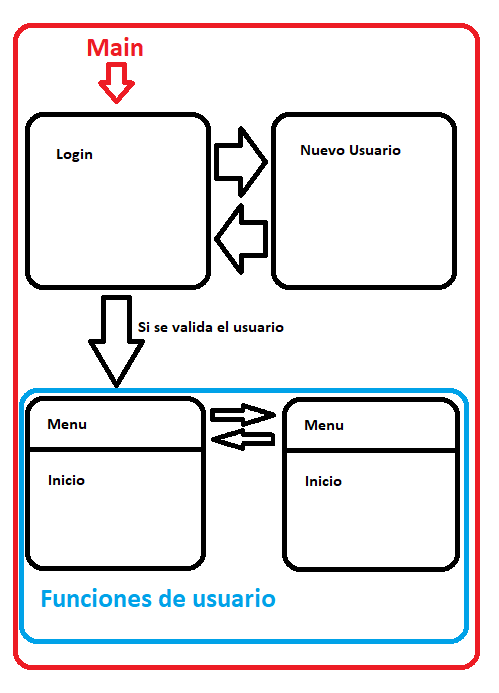 Main
Login
Nuevo Usuario
Si se valida el usuario
Menu
Inicio
Menu
Inicio
Funciones de usuario